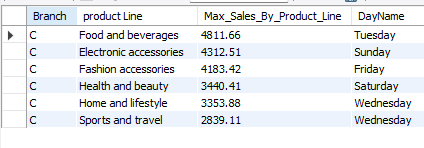 Branch product Line Max_Sales_By_Product_Line DayName
C Food and beverages 4811.66 Tuesday
C Electronic accessories 4312.51 Sunday
C Fashion accessories 4183.42 Friday
C Health and beauty 3440.41 Saturday
C Home and lifestyle 3353.88 Wednesday
C Sports and travel 2839.11 Wednesday